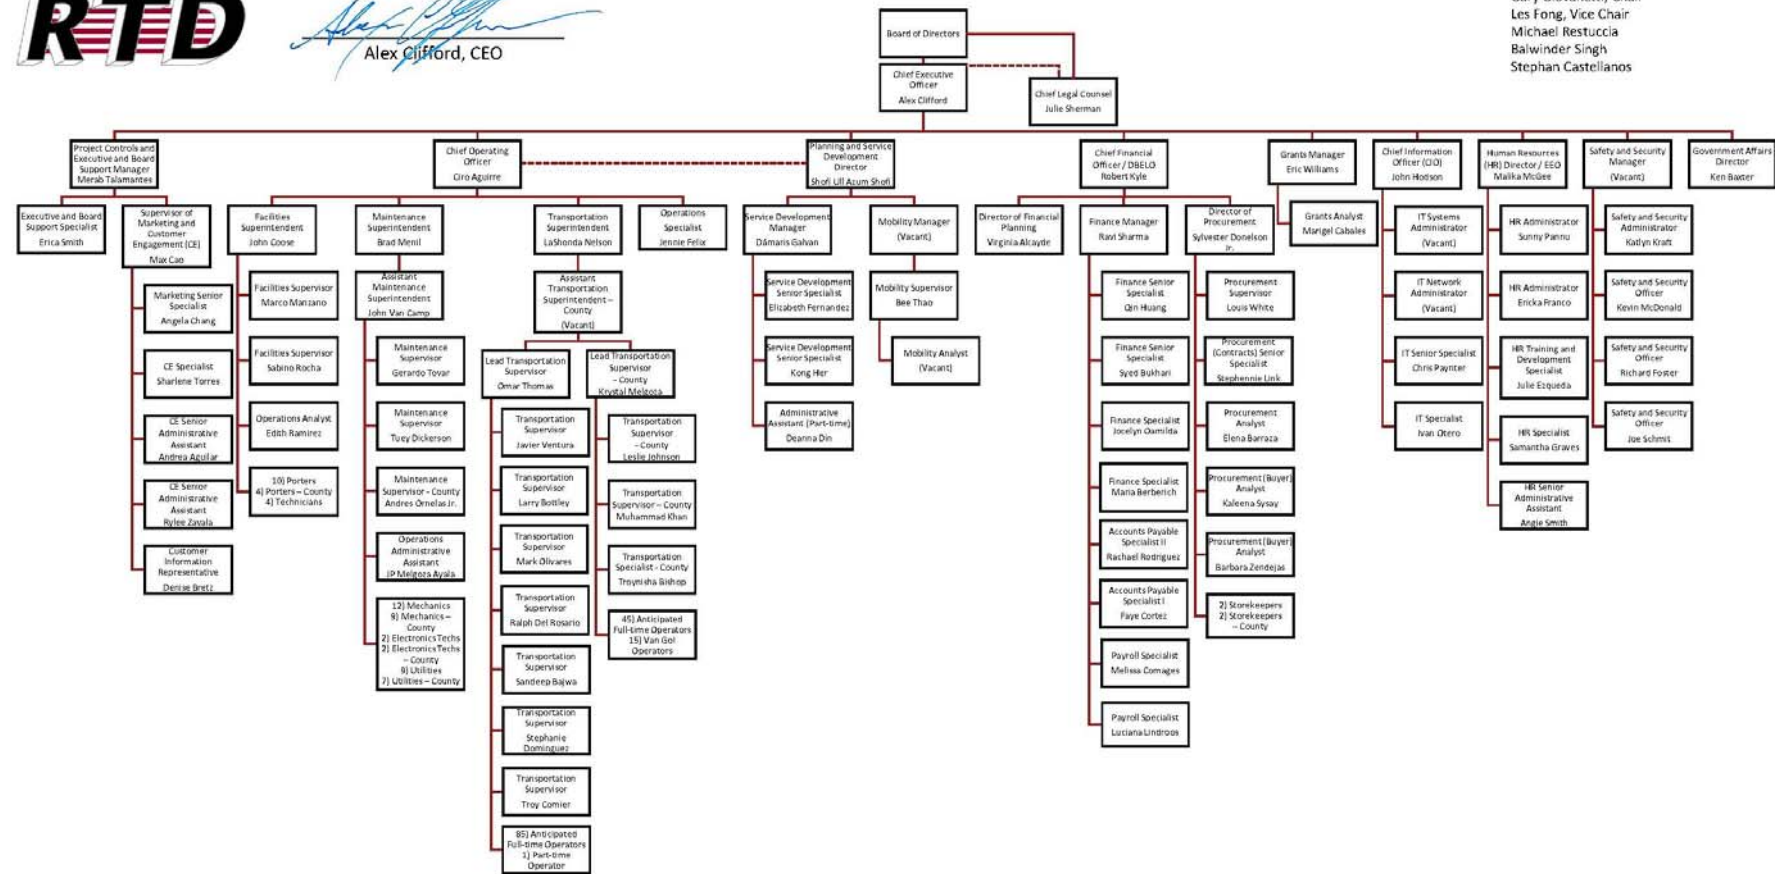 RTD
Alex Clifford, CEO
Les Fong, Vice Chair
Michael Restuccia
Balwinder Singh
Stephan Castellanos
Board of Directors
Chief Executive
Officer
Alex Clifford
Chief Legal Counsel
Julie Sherman
Project Controls and
Executive and Board
Support Manager
Merab Talamantes
Chief Operating
Officer
Ciro Aguirre
Planning and Service
Development
Director
Shofi Ull Azum Shofi
Chief Financial
Officer / DBELO
Robert Kyle
Grants Manager
Eric Williams
Chief Information
Officer (CIO)
John Hodson
Human Resources
(HR) Director / EEO
Malika McGee
Safety and Security
Manager
(Vacant)
Government Affairs
Director
Ken Baxter
Executive and Board
Support Specialist
Erica Smith
Supervisor of
Marketing and
Customer
Engagement (CE)
Max Cao
Marketing Senior
Specialist
Angela Chang
CE Specialist
Sharlene Torres
CE Senior
Administrative
Assistant
Andrea Aguilar
CE Senior
Administrative
Assistant
Rylee Zavala
Customer
Information
Representative
Denise Bretz
Facilities
Superintendent
John Coose
Facilities Supervisor
Marco Manzano
Facilities Supervisor
Sabino Rocha
Operations Analyst
Edith Ramirez
10) Porters
4) Porters – County
4) Technicians
Maintenance
Superintendent
Brad Menil
Assistant
Maintenance
Superintendent
John Van Camp
Maintenance
Supervisor
Gerardo Tovar
Maintenance
Supervisor
Tuey Dickerson
Maintenance
Supervisor - County
Andres Ornelas Jr.
Operations
Administrative
Assistant
JP Melgoza Ayala
12) Mechanics
9) Mechanics –
County
2) Electronics Techs
2) Electronics Techs
– County
9) Utilities
7) Utilities – County
Transportation
Superintendent
LaShonda Nelson
Assistant
Transportation
Superintendent –
County
(Vacant)
Lead Transportation
Supervisor
Omar Thomas
Transportation
Supervisor
Javier Ventura
Transportation
Supervisor
Larry Bottley
Transportation
Supervisor
Mark Olivares
Transportation
Supervisor
Ralph Del Rosario
Transportation
Supervisor
Sandeep Bajwa
Transportation
Supervisor
Stephanie
Dominguez
Transportation
Supervisor
Troy Comier
85) Anticipated
Full-time Operators
1) Part-time
Operator
Lead Transportation
Supervisor
– County
Krystal Melgoza
Transportation
Supervisor
– County
Leslie Johnson
Transportation
Supervisor – County
Muhammad Khan
Transportation
Specialist - County
Troynisha Bishop
45) Anticipated
Full-time Operators
15) Van Go!
Operators
Operations
Specialist
Jennie Felix
Service Development
Manager
Dámaris Galvan
Service Development
Senior Specialist
Elizabeth Fernandez
Service Development
Senior Specialist
Kong Her
Administrative
Assistant (Part-time)
Deanna Din
Mobility Manager
(Vacant)
Mobility Supervisor
Bee Thao
Mobility Analyst
(Vacant)
Director of Financial
Planning
Virginia Alcayde
Finance Manager
Ravi Sharma
Finance Senior
Specialist
Qin Huang
Finance Senior
Specialist
Syed Bukhari
Finance Specialist
Jocelyn Oamilda
Finance Specialist
Maria Berberich
Accounts Payable
Specialist II
Rachael Rodriguez
Accounts Payable
Specialist I
Faye Cortez
Payroll Specialist
Melissa Comages
Payroll Specialist
Luciana Lindroos
Director of
Procurement
Sylvester Donelson
Jr.
Procurement
Supervisor
Louis White
Procurement
(Contracts) Senior
Specialist
Stephennie Link
Procurement
Analyst
Elena Barraza
Procurement (Buyer)
Analyst
Kaleena Sysay
Procurement (Buyer)
Analyst
Barbara Zendejas
2) Storekeepers
2) Storekeepers
– County
Grants Analyst
Marigel Cabales
IT Systems
Administrator
(Vacant)
IT Network
Administrator
(Vacant)
IT Senior Specialist
Chris Paynter
IT Specialist
Ivan Otero
HR Administrator
Sunny Pannu
HR Administrator
Ericka Franco
HR Training and
Development
Specialist
Julie Ezqueda
HR Specialist
Samantha Graves
HR Senior
Administrative
Assistant
Angie Smith
Safety and Security
Administrator
Katlyn Kraft
Safety and Security
Officer
Kevin McDonald
Safety and Security
Officer
Richard Foster
Safety and Security
Officer
Joe Schmit